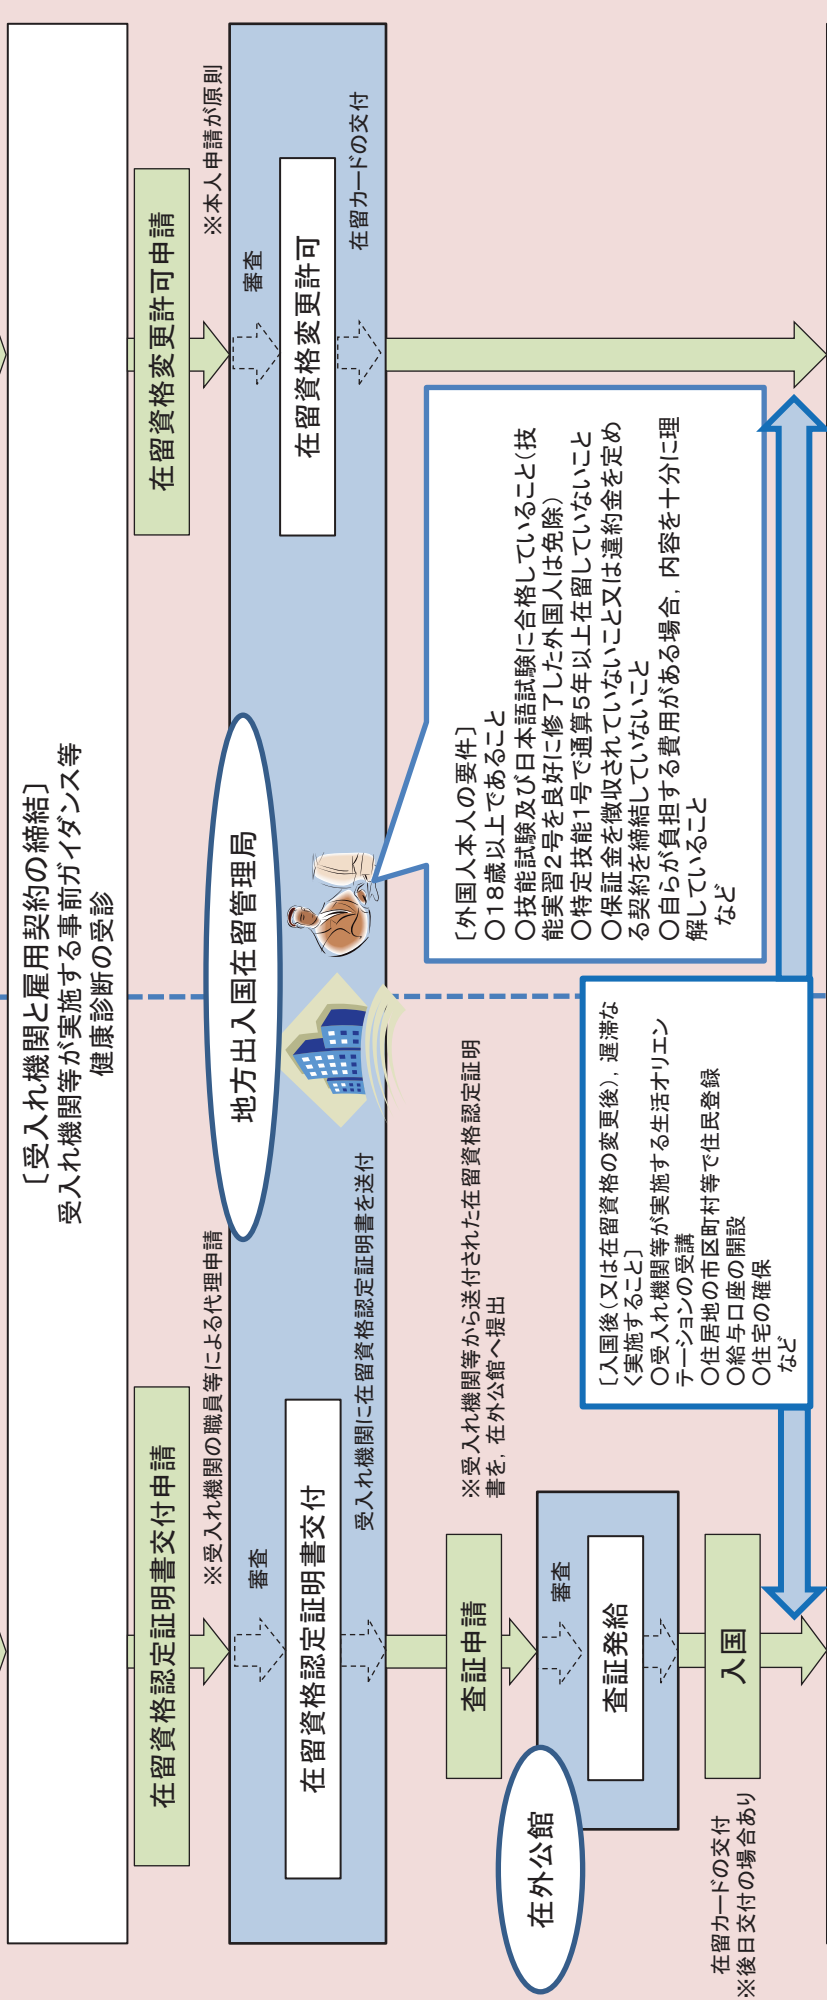 ［受入れ機関と雇用契約の締結］
受入れ機関等が実施する事前ガイダンス等
健康診断の受診
在留資格認定証明書交付申請
※受入れ機関の職員等による代理申請
在留資格変更許可申請
※本人申請が原則
地方出入国在留管理局
審査
在留資格認定証明書交付
受入れ機関に在留資格認定証明書を送付
審査
在留資格変更許可
在留カードの交付
※受入れ機関等から送付された在留資格認定証明
書を，在外公館へ提出
査証申請
在外公館
審査
査証発給
入国
在留カードの交付
※後日交付の場合あり
［外国人本人の要件］
○１８歳以上であること
○技能試験及び日本語試験に合格していること（技
能実習２号を良好に修了した外国人は免除）
○特定技能１号で通算５年以上在留していないこと
○保証金を徴収されていないこと又は違約金を定め
る契約を締結していないこと
○自らが負担する費用がある場合，内容を十分に理
解していること
など
［入国後（又は在留資格の変更後），遅滞な
く実施すること］
○受入れ機関等が実施する生活オリエン
テーションの受講
○住居地の市区町村等で住民登録
○給与口座の開設
○住宅の確保
など